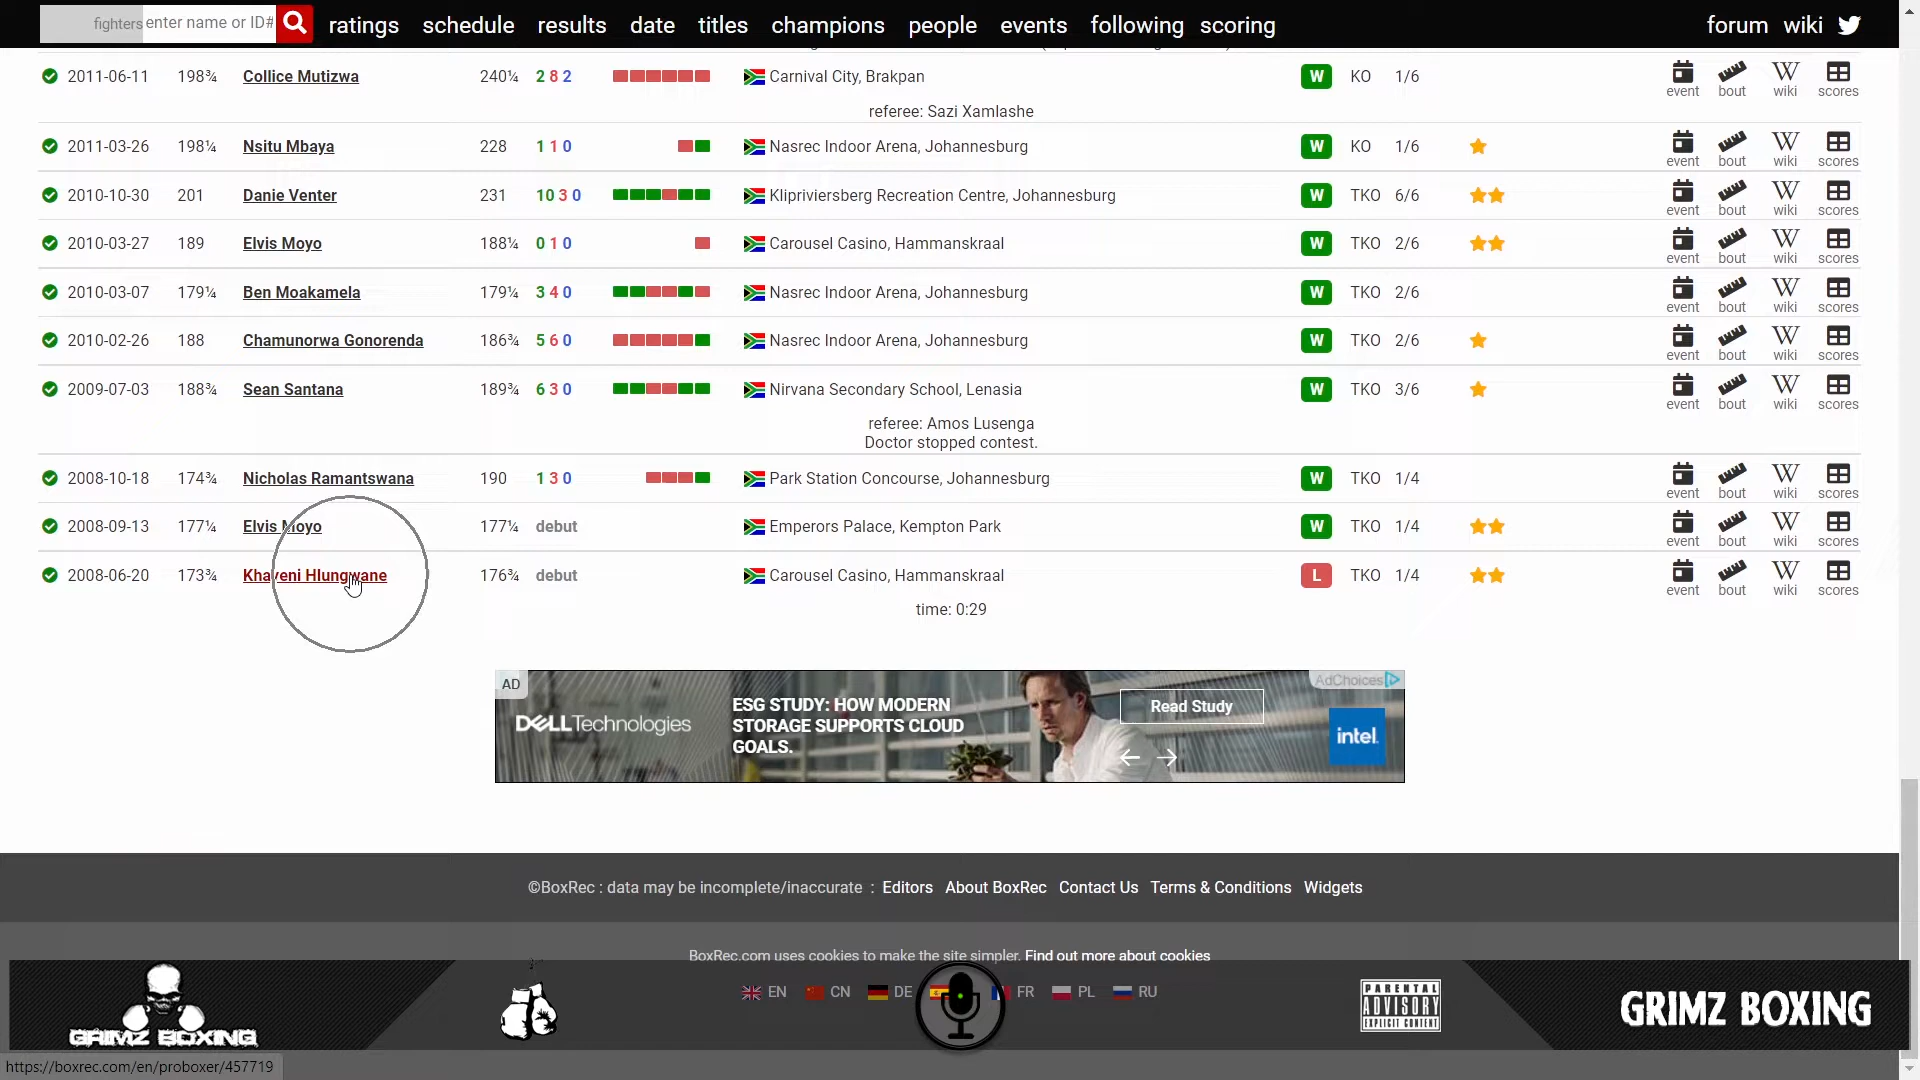 fighters enter name or ID# ratings schedule results date titles champions people events following scoring forum wiki
2011-06-11 198¾ Collice Mutizwa 240¼ 2 8 2 Carnival City, Brakpan W KO 1/6 event bout wiki scores
referee: Sazi Xamlashe
2011-03-26 198¼ Nsitu Mbaya 228 1 1 0 Nasrec Indoor Arena, Johannesburg W KO 1/6 event bout wiki scores
2010-10-30 201 Danie Venter 231 10 3 0 Klipriviersberg Recreation Centre, Johannesburg W TKO 6/6 event bout wiki scores
2010-03-27 189 Elvis Moyo 188¼ 0 1 0 Carousel Casino, Hammanskraal W TKO 2/6 event bout wiki scores
2010-03-07 179¼ Ben Moakamela 179¼ 3 4 0 Nasrec Indoor Arena, Johannesburg W TKO 2/6 event bout wiki scores
2010-02-26 188 Chamunorwa Gonorenda 186¾ 5 6 0 Nasrec Indoor Arena, Johannesburg W TKO 2/6 event bout wiki scores
2009-07-03 188¾ Sean Santana 189¾ 6 3 0 Nirvana Secondary School, Lenasia W TKO 3/6 event bout wiki scores
referee: Amos Lusenga
Doctor stopped contest.
2008-10-18 174¾ Nicholas Ramantswana 190 1 3 0 Park Station Concourse, Johannesburg W TKO 1/4 event bout wiki scores
2008-09-13 177¼ Elvis Moyo 177¼ debut Emperors Palace, Kempton Park W TKO 1/4 event bout wiki scores
2008-06-20 173¾ Khayeni Hlungwane 176¾ debut Carousel Casino, Hammanskraal L TKO 1/4 event bout wiki scores
time: 0:29
AD
DELL Technologies
ESG STUDY: HOW MODERN
STORAGE SUPPORTS CLOUD
GOALS.
Read Study
AdChoices
intel.
©BoxRec : data may be incomplete/inaccurate : Editors About BoxRec Contact Us Terms & Conditions Widgets
BoxRec.com uses cookies to make the site simpler. Find out more about cookies
EN CN DE FR PL RU
GRIMZ BOXING
PARENTAL
ADVISORY
EXPLICIT CONTENT
GRIMZ BOXING
https://boxrec.com/en/proboxer/457719